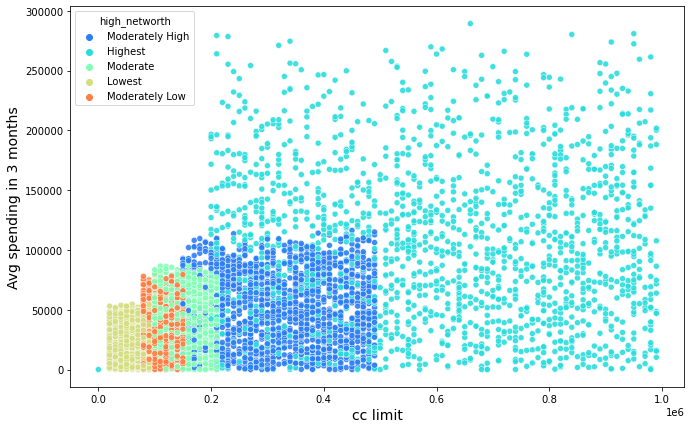 high_networth
Moderately High
Highest
Moderate
Lowest
Moderately Low
300000
250000
200000
150000
100000
50000
0
Avg spending in 3 months
0.0 0.2 0.4 0.6 0.8 1.0
1e6
cc limit